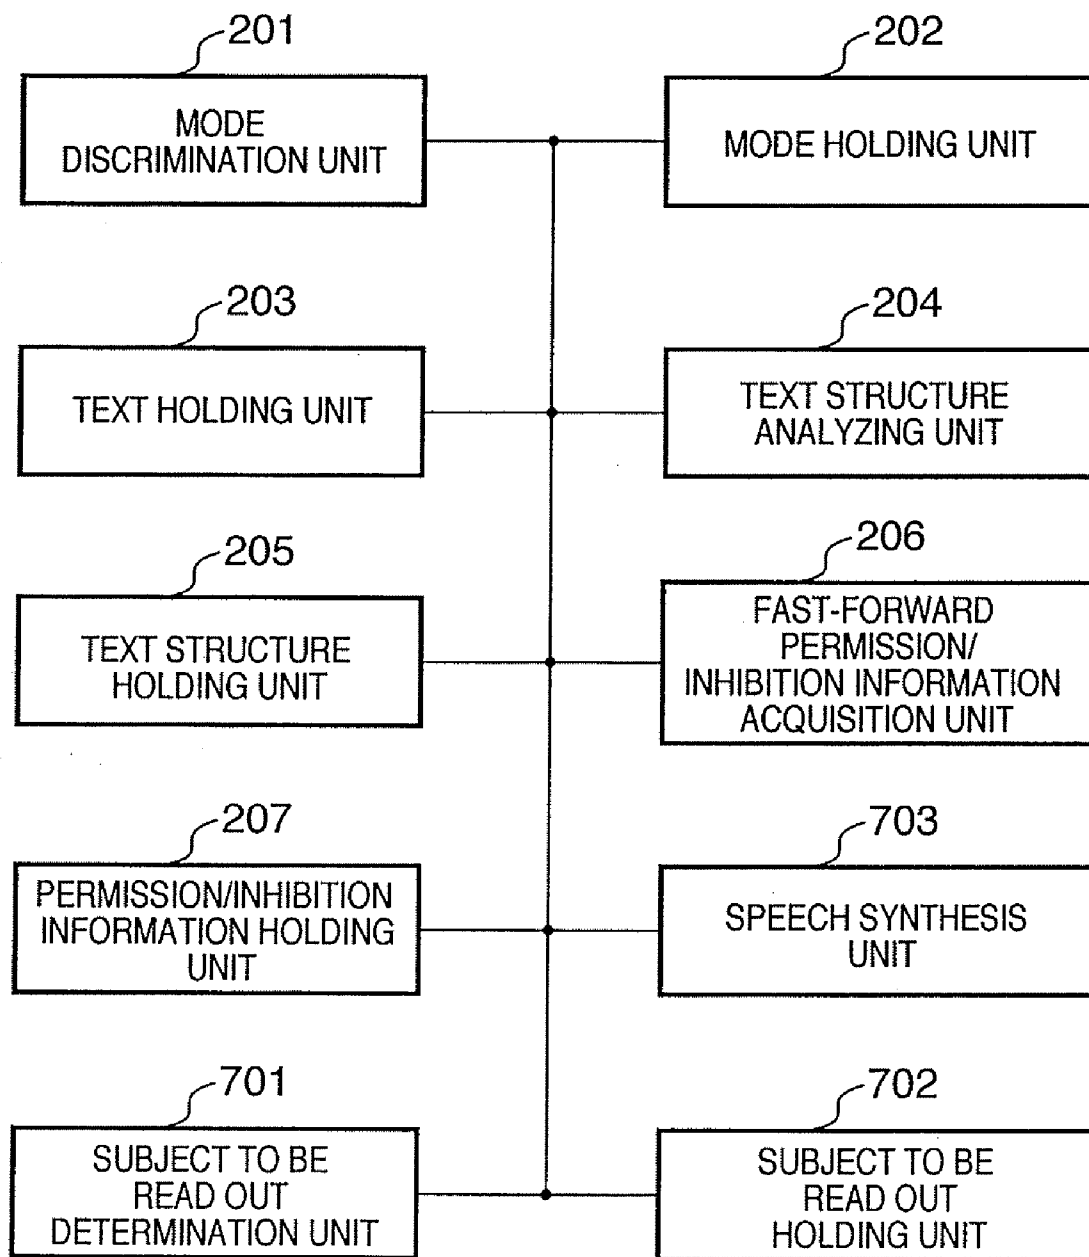 201
202
MODE
DISCRIMINATION UNIT
MODE HOLDING UNIT
203
204
TEXT HOLDING UNIT
TEXT STRUCTURE
ANALYZING UNIT
205
206
TEXT STRUCTURE
HOLDING UNIT
FAST-FORWARD
PERMISSION/
INHIBITION INFORMATION
ACQUISITION UNIT
207
703
PERMISSION/INHIBITION
INFORMATION HOLDING
UNIT
SPEECH SYNTHESIS
UNIT
701
702
SUBJECT TO BE
READ OUT
DETERMINATION UNIT
SUBJECT TO BE
READ OUT
HOLDING UNIT